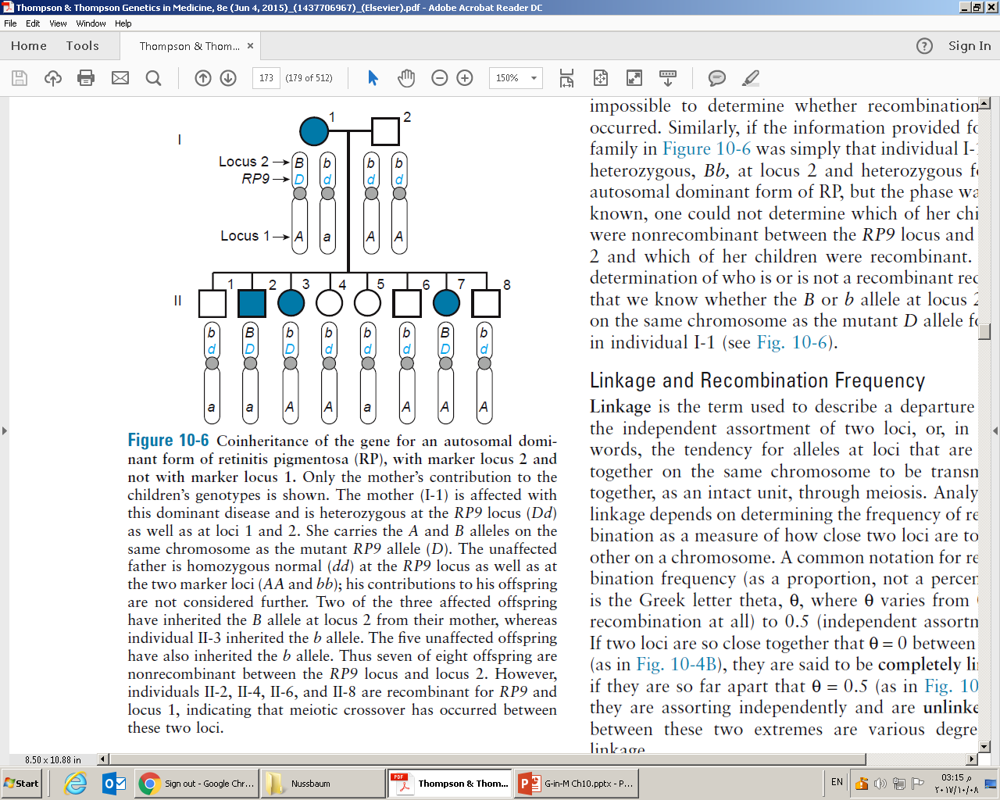 Thompson & Thompson Genetics in Medicine, 8e (Jun 4, 2015)_(1437706967)_(Elsevier).pdf - Adobe Acrobat Reader DC
File Edit View Window Help
Home Tools Thompson & Thom... × ? Sign In
173 (179 of 512) 150%
I 1 2
Locus 2 B b b b
RP9 D d d d
Locus 1 A a A A
II 1 2 3 4 5 6 7 8
b B b b b b B b
d D D d d d D d
a a A A a A A A
Figure 10-6 Coinheritance of the gene for an autosomal domi-
nant form of retinitis pigmentosa (RP), with marker locus 2 and
not with marker locus 1. Only the mother's contribution to the
children's genotypes is shown. The mother (I-1) is affected with
this dominant disease and is heterozygous at the RP9 locus (Dd)
as well as at loci 1 and 2. She carries the A and B alleles on the
same chromosome as the mutant RP9 allele (D). The unaffected
father is homozygous normal (dd) at the RP9 locus as well as at
the two marker loci (AA and bb); his contributions to his offspring
are not considered further. Two of the three affected offspring
have inherited the B allele at locus 2 from their mother, whereas
individual II-3 inherited the b allele. The five unaffected offspring
have also inherited the b allele. Thus seven of eight offspring are
nonrecombinant between the RP9 locus and locus 2. However,
individuals II-2, II-4, II-6, and II-8 are recombinant for RP9 and
locus 1, indicating that meiotic crossover has occurred between
these two loci.
impossible to determine whether recombination
occurred. Similarly, if the information provided fo
family in Figure 10-6 was simply that individual I-1
heterozygous, Bb, at locus 2 and heterozygous fo
autosomal dominant form of RP, but the phase wa
known, one could not determine which of her chi
were nonrecombinant between the RP9 locus and
2 and which of her children were recombinant.
determination of who is or is not a recombinant rec
that we know whether the B or b allele at locus 2
on the same chromosome as the mutant D allele fo
in individual I-1 (see Fig. 10-6).
Linkage and Recombination Frequency
Linkage is the term used to describe a departure
the independent assortment of two loci, or, in
words, the tendency for alleles at loci that are
together on the same chromosome to be transm
together, as an intact unit, through meiosis. Analy
linkage depends on determining the frequency of re
bination as a measure of how close two loci are to
other on a chromosome. A common notation for re
bination frequency (as a proportion, not a percen
is the Greek letter theta, θ, where θ varies from
recombination at all) to 0.5 (independent assortn
If two loci are so close together that θ = 0 between
(as in Fig. 10-4B), they are said to be completely li
if they are so far apart that θ = 0.5 (as in Fig. 10
they are assorting independently and are unlinke
between these two extremes are various degre
linkage
8.50 x 10.88 in
Start Sign out - Google Chr... Nussbaum Thompson & Thom... G-in-M Ch10.pptx - P... EN 03:15 م
٢٠١٧/١٠/٠٨